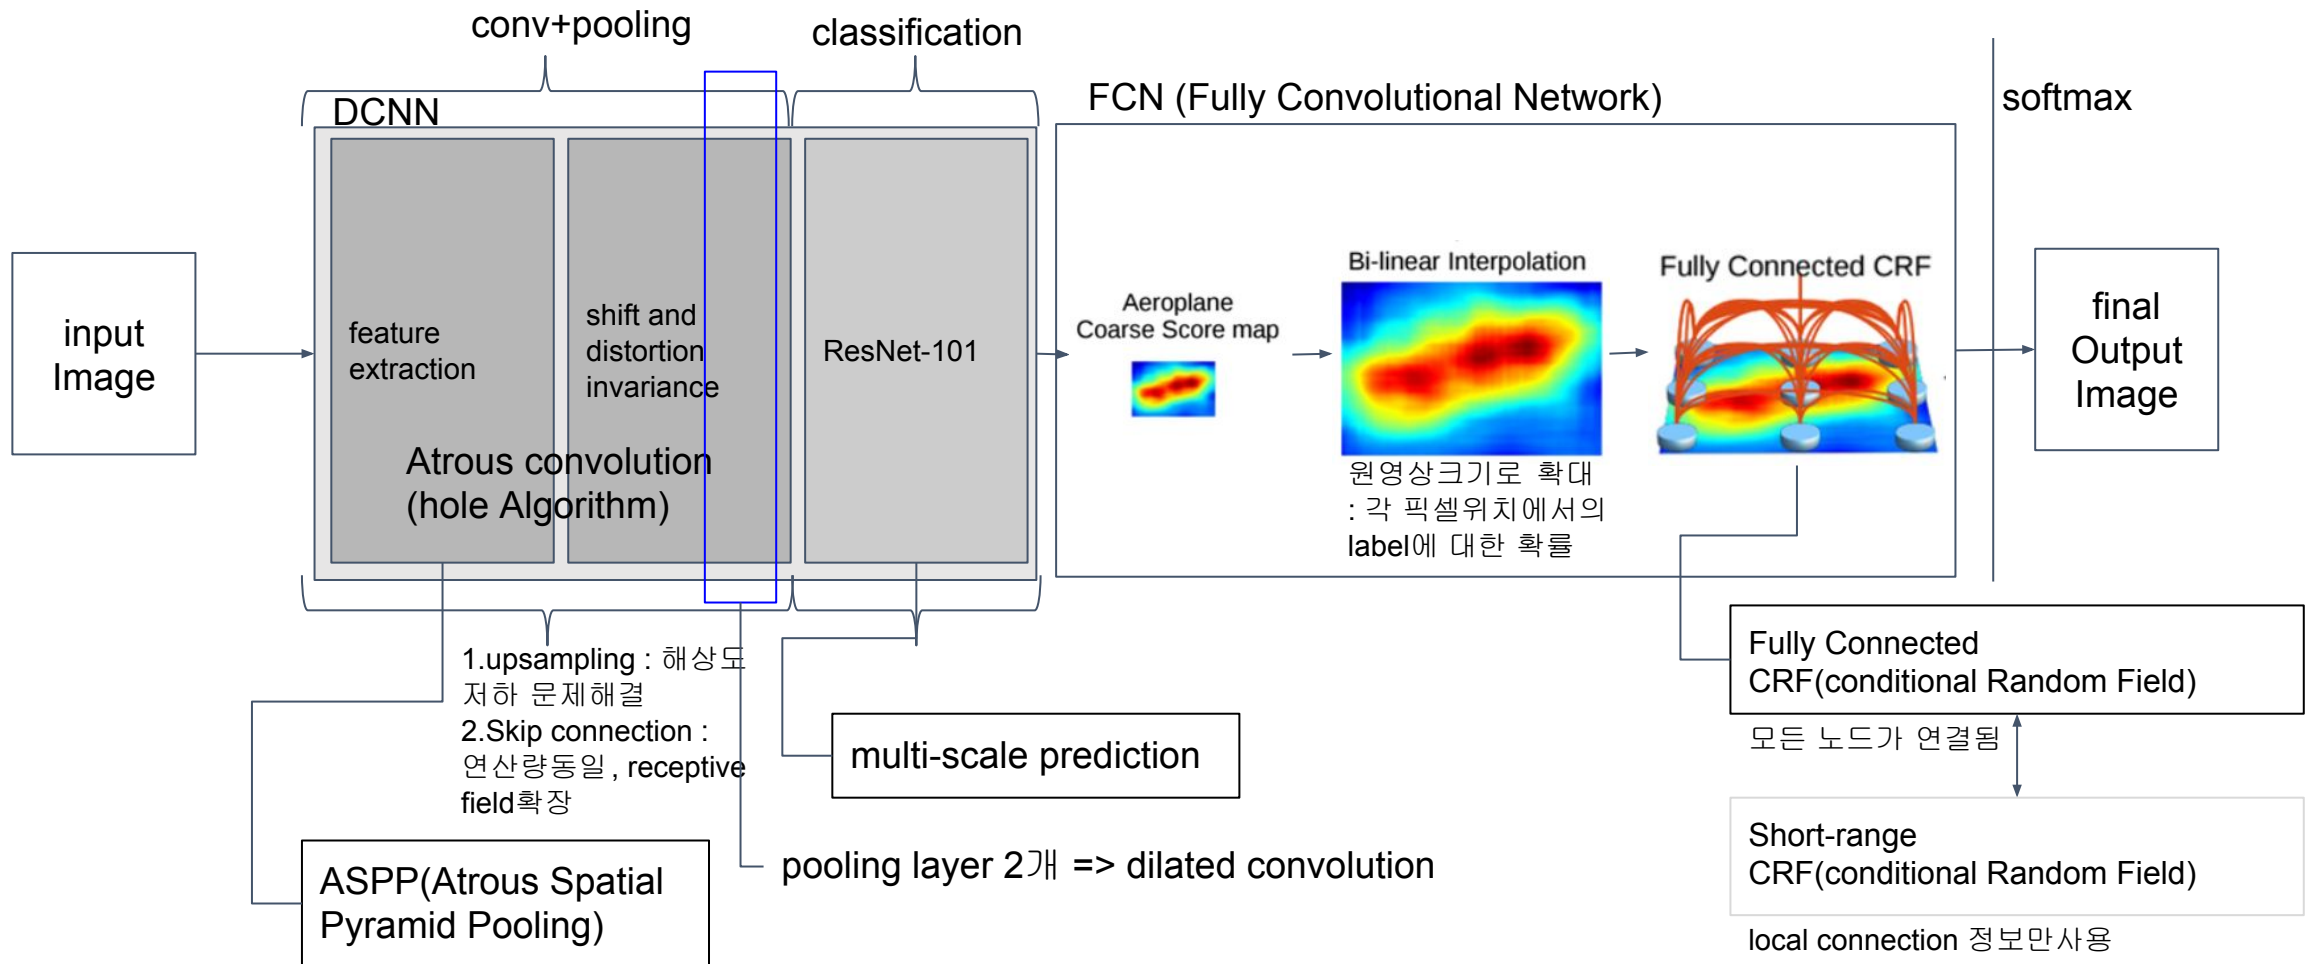 conv+pooling
classification
DCNN
FCN (Fully Convolutional Network)
softmax
input
Image
feature
extraction
shift and
distortion
invariance
Atrous convolution
(hole Algorithm)
ResNet-101
Aeroplane
Coarse Score map
Bi-linear Interpolation
원영상크기로 확대
: 각 픽셀위치에서의
label에 대한 확률
Fully Connected CRF
final
Output
Image
1.upsampling : 해상도
저하 문제해결
2.Skip connection :
연산량동일, receptive
field확장
ASPP(Atrous Spatial
Pyramid Pooling)
multi-scale prediction
pooling layer 2개 => dilated convolution
Fully Connected
CRF(conditional Random Field)
모든 노드가 연결됨
Short-range
CRF(conditional Random Field)
local connection 정보만사용